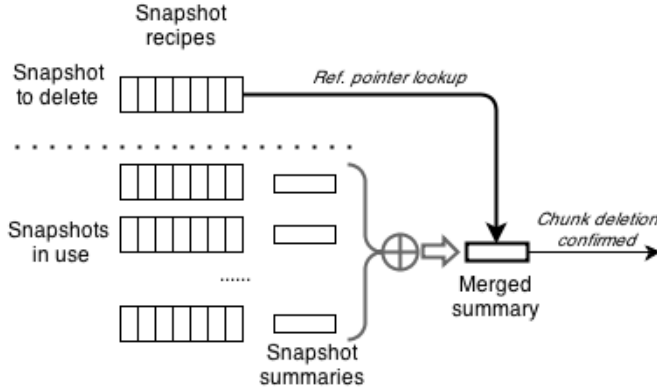 Snapshot
recipes
Snapshot
to delete
Ref. pointer lookup
Snapshots
in use
......
Chunk deletion
confirmed
Merged
summary
Snapshot
summaries